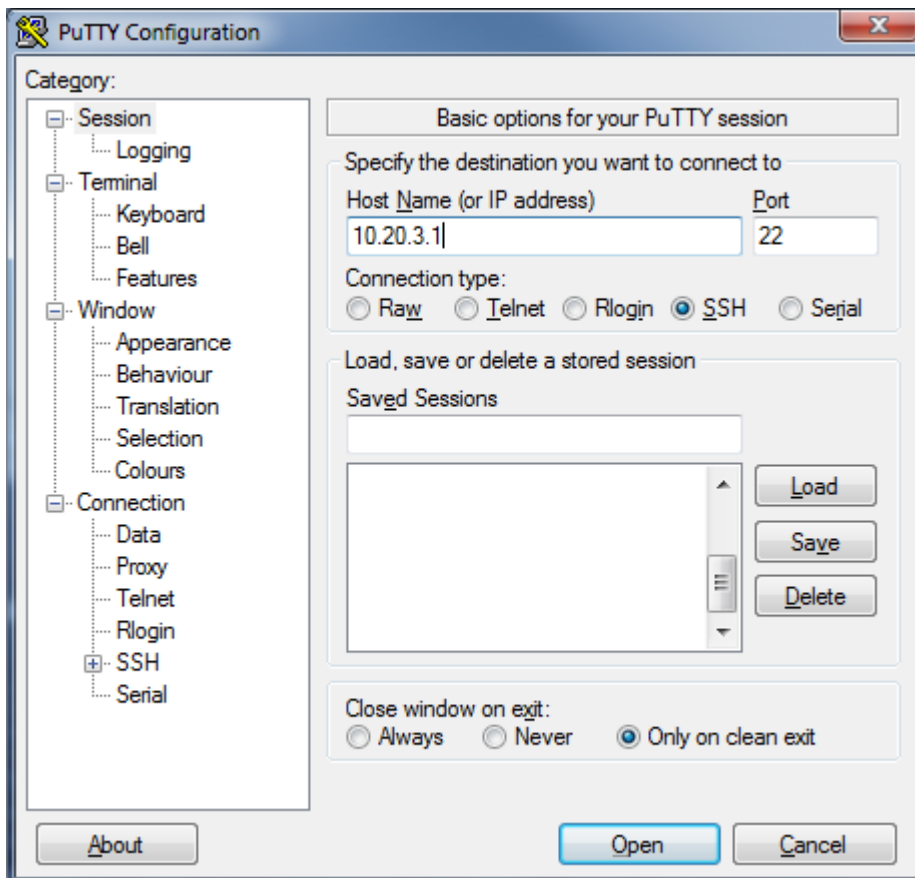 PuTTY Configuration
Category:
Session
Logging
Terminal
Keyboard
Bell
Features
Window
Appearance
Behaviour
Translation
Selection
Colours
Connection
Data
Proxy
Telnet
Rlogin
SSH
Serial
Basic options for your PuTTY session
Specify the destination you want to connect to
Host Name (or IP address) Port
10.20.3.1 22
Connection type:
Raw Telnet Rlogin SSH Serial
Load, save or delete a stored session
Saved Sessions
Load
Save
Delete
Close window on exit:
Always Never Only on clean exit
About Open Cancel